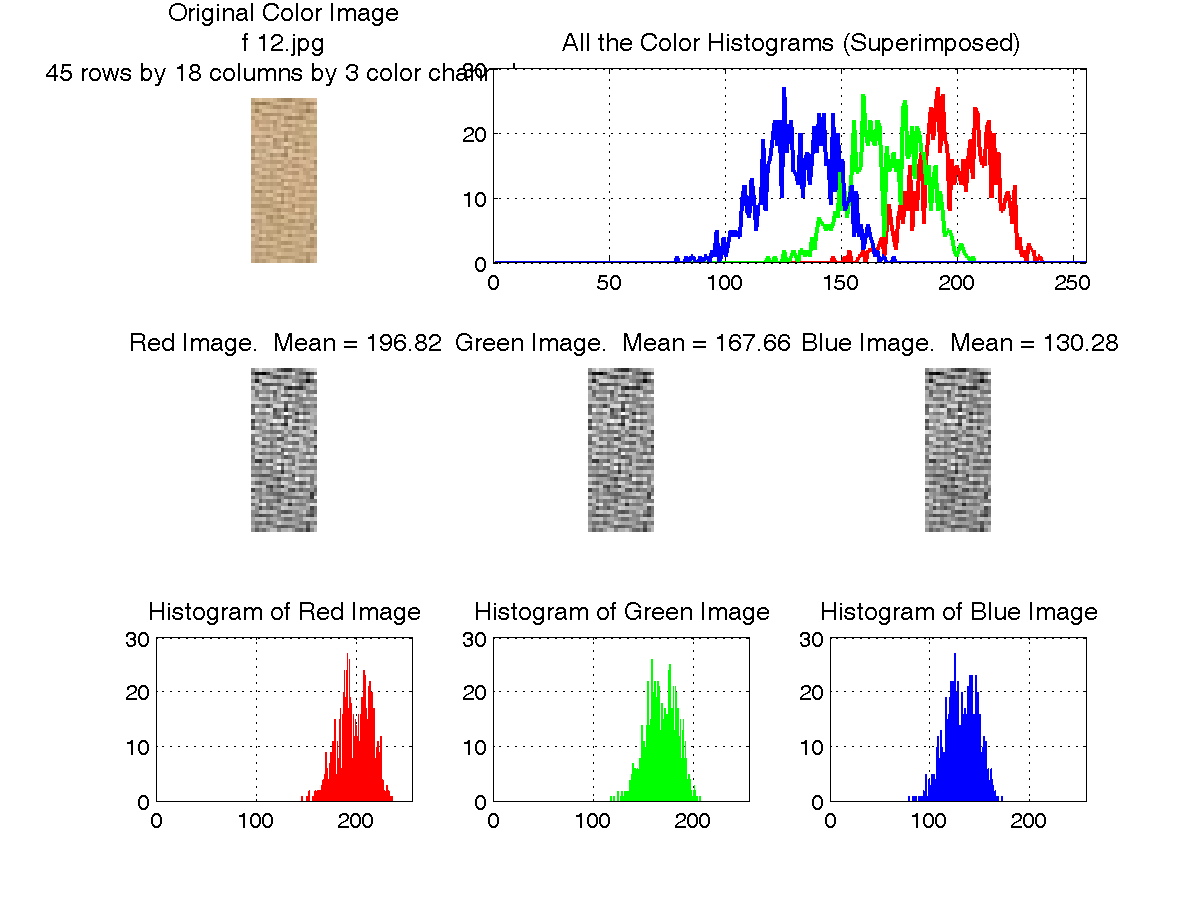 Original Color Image
f 12.jpg
45 rows by 18 columns by 3 color
All the Color Histograms (Superimposed)
30
20
10
0
0 50 100 150 200 250
Red Image. Mean = 196.82 Green Image. Mean = 167.66 Blue Image. Mean = 130.28
Histogram of Red Image
30
20
10
0
0 100 200
Histogram of Green Image
30
20
10
0
0 100 200
Histogram of Blue Image
30
20
10
0
0 100 200